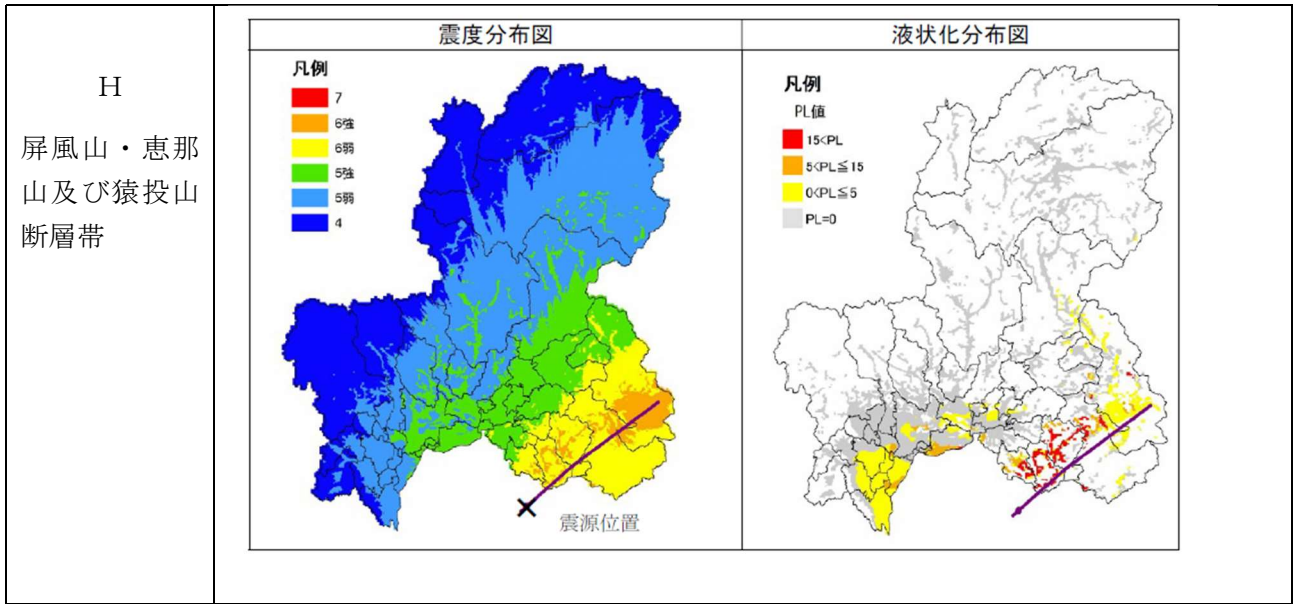 H
屏風山・恵那
山及び猿投山
断層帯
震度分布図
凡例
7
6強
6弱
5強
5弱
4
震源位置
液状化分布図
凡例
PL値
15<PL
5<PL≦15
0<PL≦5
PL=0